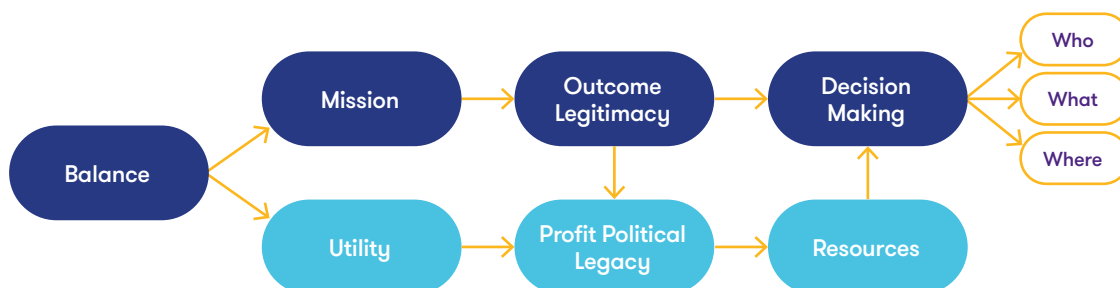 Balance
Mission
Outcome
Legitimacy
Decision
Making
Who
What
Where
Utility
Profit Political
Legacy
Resources